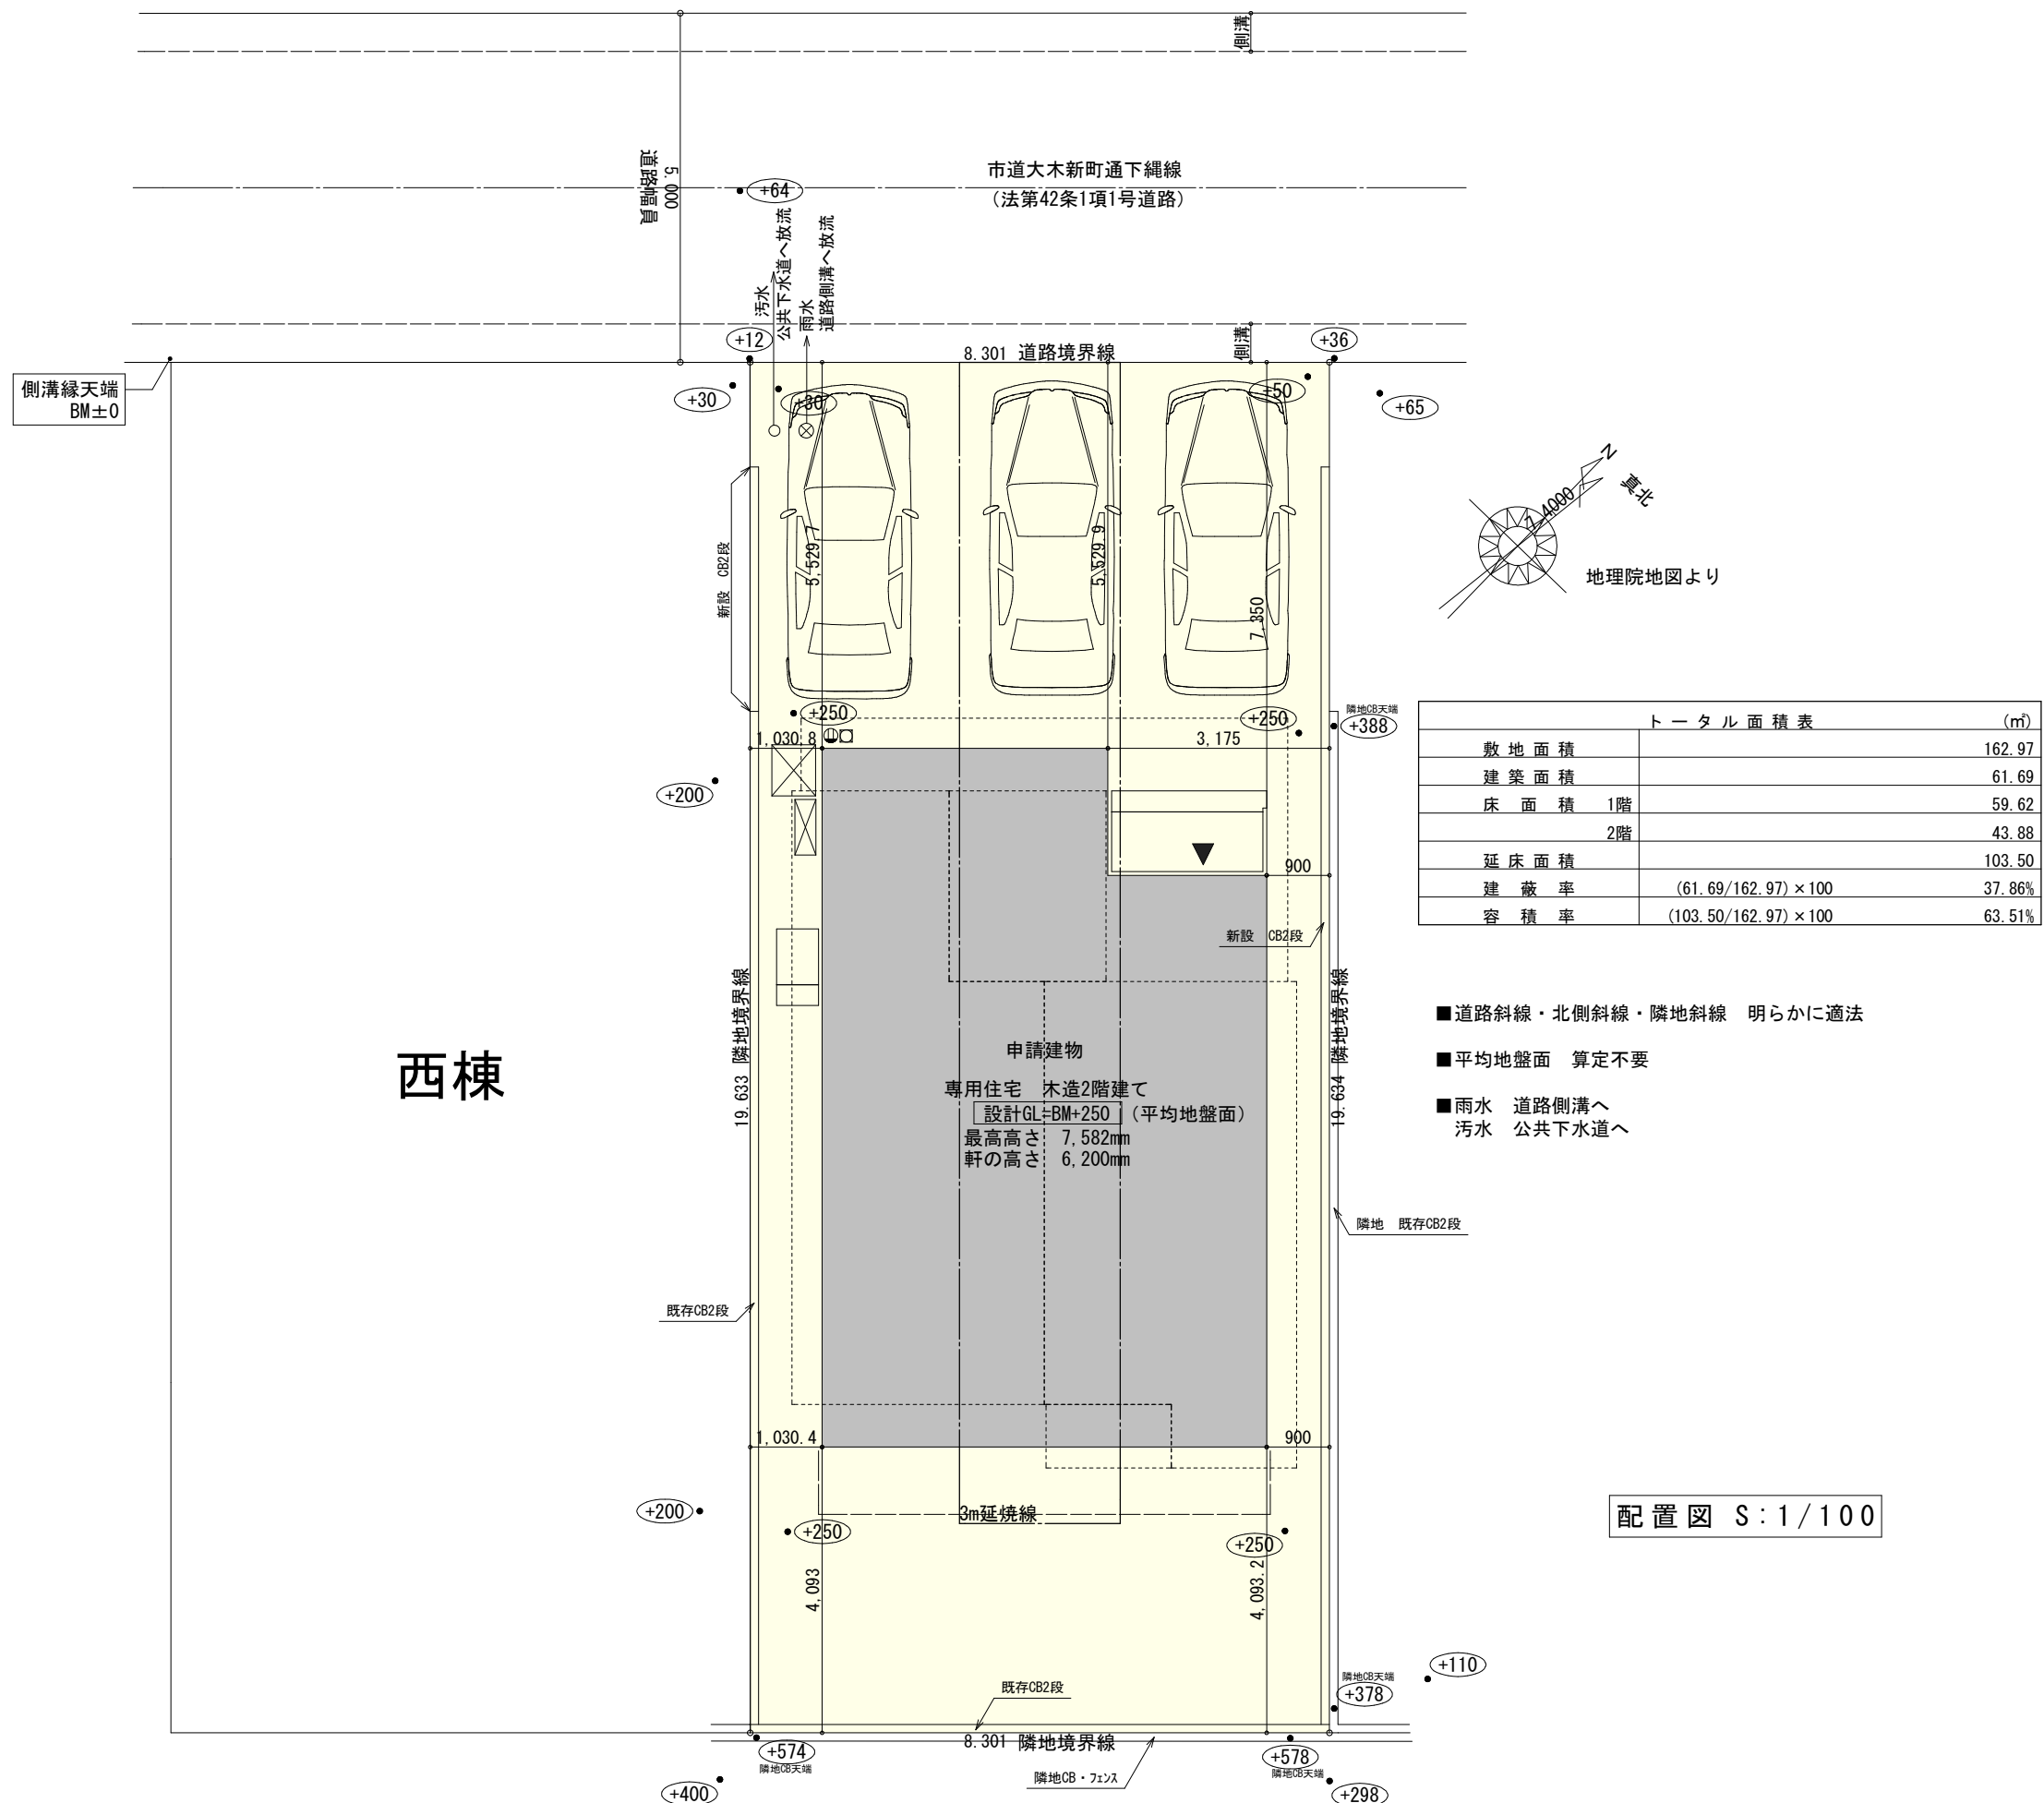 側溝
道路幅員
5.000
+64
市道大木新町通下縄線
(法第42条1項1号道路)
汚水
公共下水道へ放流
雨水
道路側溝へ放流
側溝
+12
8.301 道路境界線
+36
側溝縁天端
BM±0
+30
+30
+50
+65
N
真北
7.4000
地理院地図より
新設 CB2段
5,529.7
5,529.9
7,350
+250
+250
隣地CB天端
+388
1,030.8
3,175
+200
900
新設 CB2段
トータル面積表 (㎡)
敷地面積 162.97
建築面積 61.69
床面積 1階 59.62
2階 43.88
延床面積 103.50
建蔽率 (61.69/162.97)×100 37.86%
容積率 (103.50/162.97)×100 63.51%
19.633 隣地境界線
19.634 隣地境界線
西棟
申請建物
専用住宅 木造2階建て
設計GL=BM+250 (平均地盤面)
最高高さ 7,582mm
軒の高さ 6,200mm
■道路斜線・北側斜線・隣地斜線 明らかに適法
■平均地盤面 算定不要
■雨水 道路側溝へ
汚水 公共下水道へ
隣地 既存CB2段
既存CB2段
1,030.4
900
+200
3m延焼線
+250
+250
配置図 S:1/100
4,093
4,093.2
既存CB2段
+110
隣地CB天端
+378
8.301 隣地境界線
+574
隣地CB天端
+578
隣地CB天端
隣地CB・フェンス
+400
+298